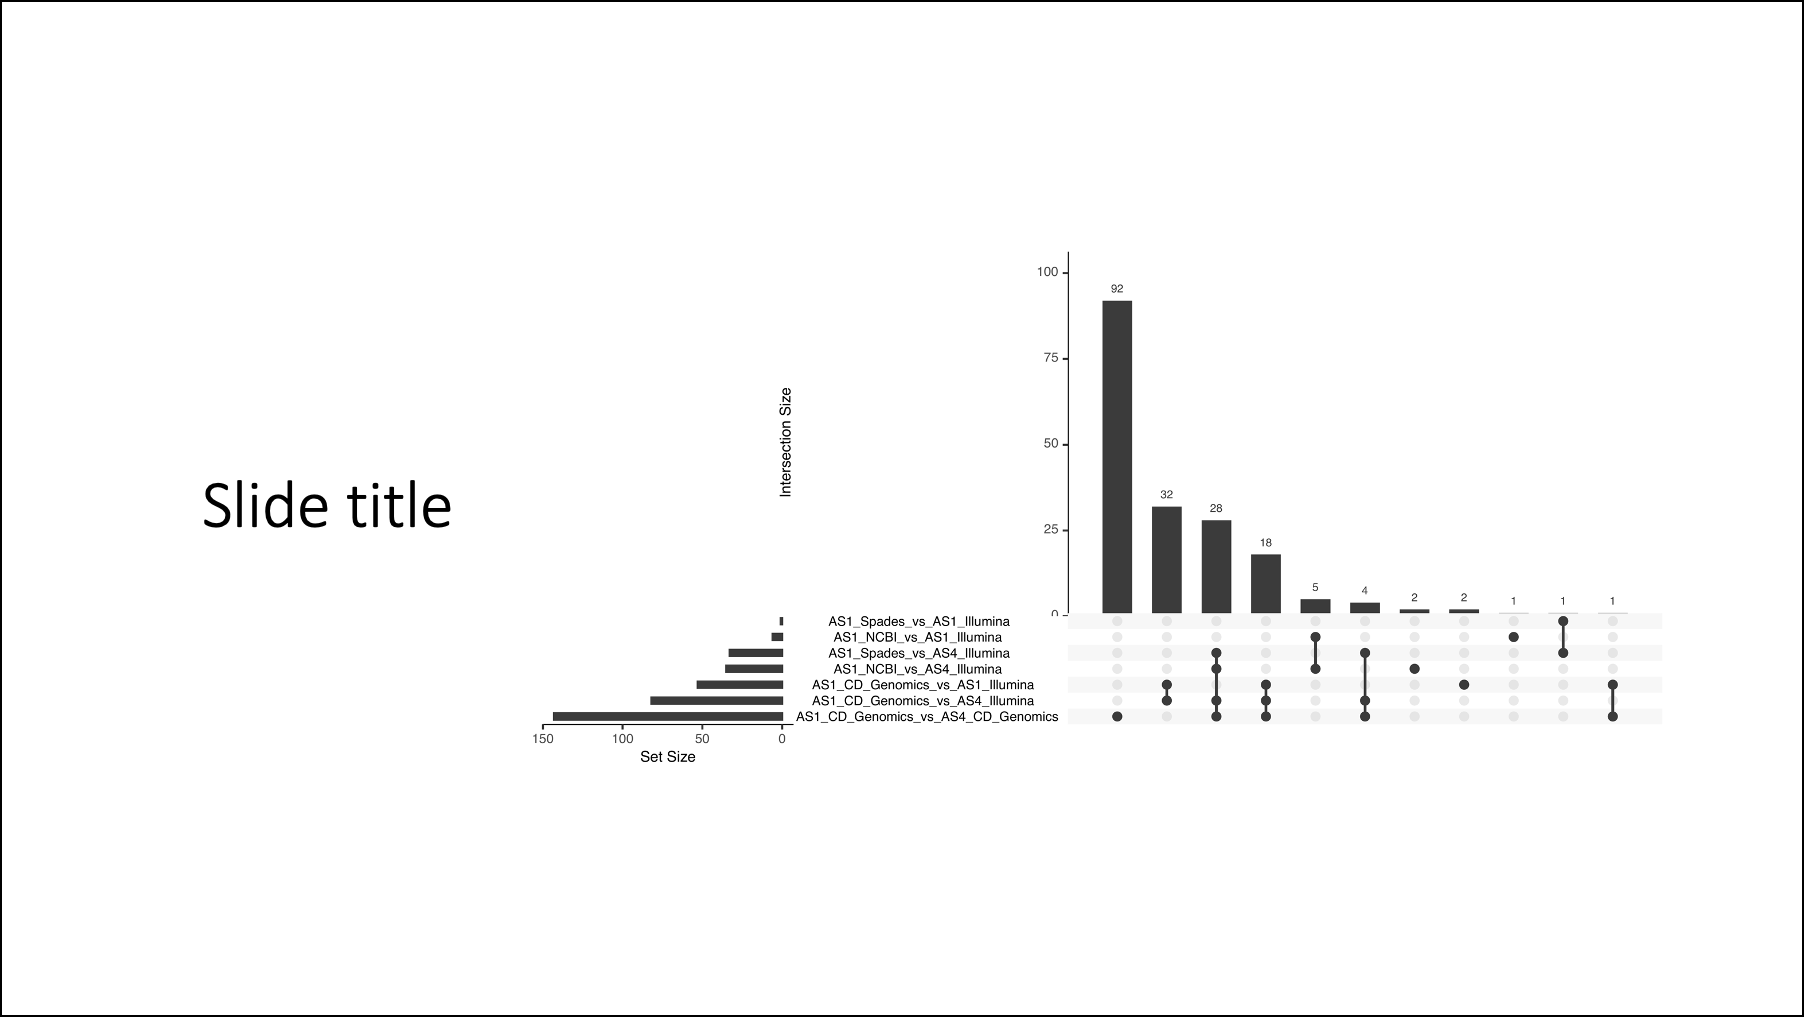 Slide title
Intersection Size
100
75
50
25
0
92
32
28
18
5
4
2
2
1
1
1
AS1_Spades_vs_AS1_Illumina
AS1_NCBI_vs_AS1_Illumina
AS1_Spades_vs_AS4_Illumina
AS1_NCBI_vs_AS4_Illumina
AS1_CD_Genomics_vs_AS1_Illumina
AS1_CD_Genomics_vs_AS4_Illumina
AS1_CD_Genomics_vs_AS4_CD_Genomics
150 100 50 0
Set Size